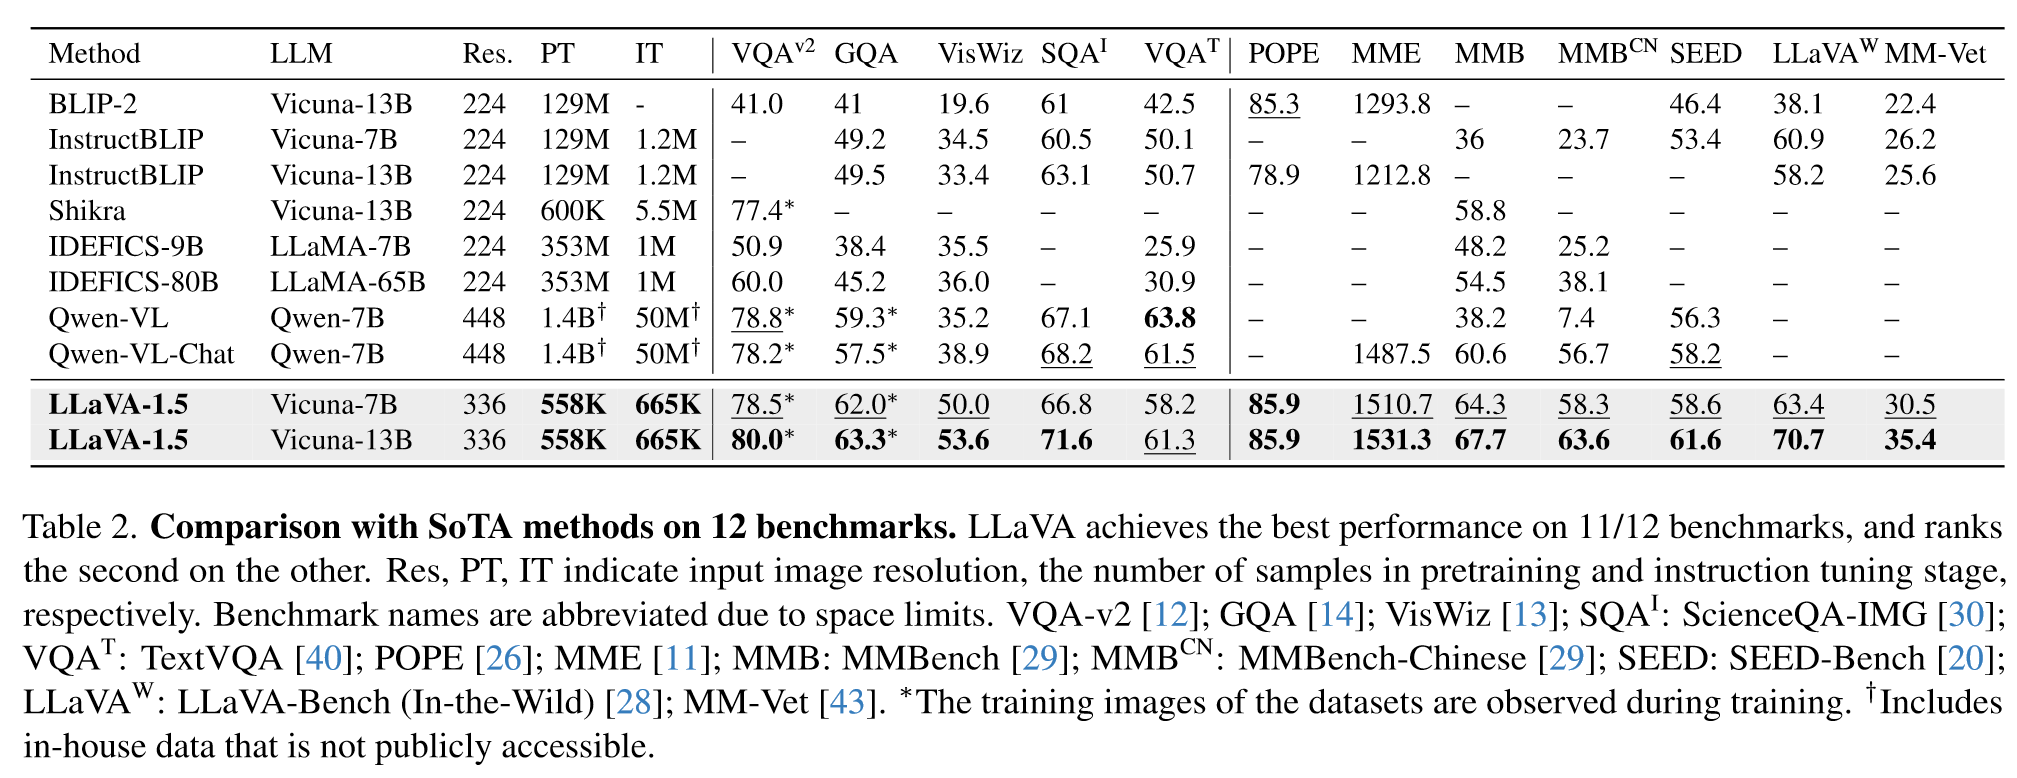 Method LLM Res. PT IT VQA^v2 GQA VisWiz SQA^I VQA^T POPE MME MMB MMB^CN SEED LLaVA^W MM-Vet
BLIP-2 Vicuna-13B 224 129M - 41.0 41 19.6 61 42.5 85.3 1293.8 – – 46.4 38.1 22.4
InstructBLIP Vicuna-7B 224 129M 1.2M – 49.2 34.5 60.5 50.1 – – 36 23.7 53.4 60.9 26.2
InstructBLIP Vicuna-13B 224 129M 1.2M – 49.5 33.4 63.1 50.7 78.9 1212.8 – – – 58.2 25.6
Shikra Vicuna-13B 224 600K 5.5M 77.4* – – – – – – 58.8 – – – –
IDEFICS-9B LLaMA-7B 224 353M 1M 50.9 38.4 35.5 – 25.9 – – 48.2 25.2 – – –
IDEFICS-80B LLaMA-65B 224 353M 1M 60.0 45.2 36.0 – 30.9 – – 54.5 38.1 – – –
Qwen-VL Qwen-7B 448 1.4B† 50M† 78.8* 59.3* 35.2 67.1 63.8 – – 38.2 7.4 56.3 – –
Qwen-VL-Chat Qwen-7B 448 1.4B† 50M† 78.2* 57.5* 38.9 68.2 61.5 – 1487.5 60.6 56.7 58.2 – –
LLaVA-1.5 Vicuna-7B 336 558K 665K 78.5* 62.0* 50.0 66.8 58.2 85.9 1510.7 64.3 58.3 58.6 63.4 30.5
LLaVA-1.5 Vicuna-13B 336 558K 665K 80.0* 63.3* 53.6 71.6 61.3 85.9 1531.3 67.7 63.6 61.6 70.7 35.4
Table 2. Comparison with SoTA methods on 12 benchmarks. LLaVA achieves the best performance on 11/12 benchmarks, and ranks
the second on the other. Res, PT, IT indicate input image resolution, the number of samples in pretraining and instruction tuning stage,
respectively. Benchmark names are abbreviated due to space limits. VQA-v2 [12]; GQA [14]; VisWiz [13]; SQA^I: ScienceQA-IMG [30];
VQA^T: TextVQA [40]; POPE [26]; MME [11]; MMB: MMBench [29]; MMB^CN: MMBench-Chinese [29]; SEED: SEED-Bench [20];
LLaVA^W: LLaVA-Bench (In-the-Wild) [28]; MM-Vet [43]. *The training images of the datasets are observed during training. †Includes
in-house data that is not publicly accessible.